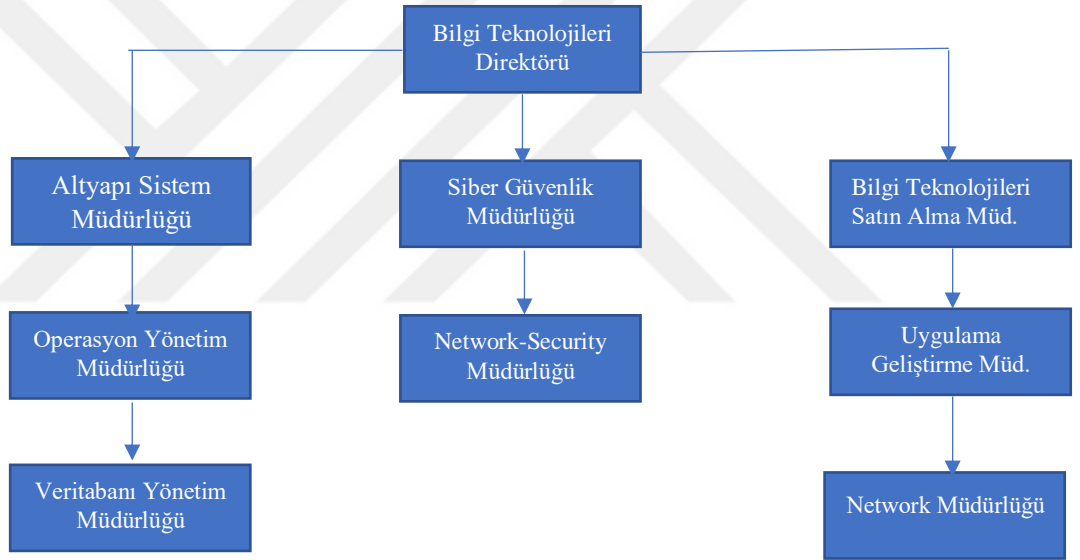 Bilgi Teknolojileri
Direktörü
Altyapı Sistem
Müdürlüğü
Siber Güvenlik
Müdürlüğü
Bilgi Teknolojileri
Satın Alma Müd.
Operasyon Yönetim
Müdürlüğü
Network-Security
Müdürlüğü
Uygulama
Geliştirme Müd.
Veritabanı Yönetim
Müdürlüğü
Network Müdürlüğü